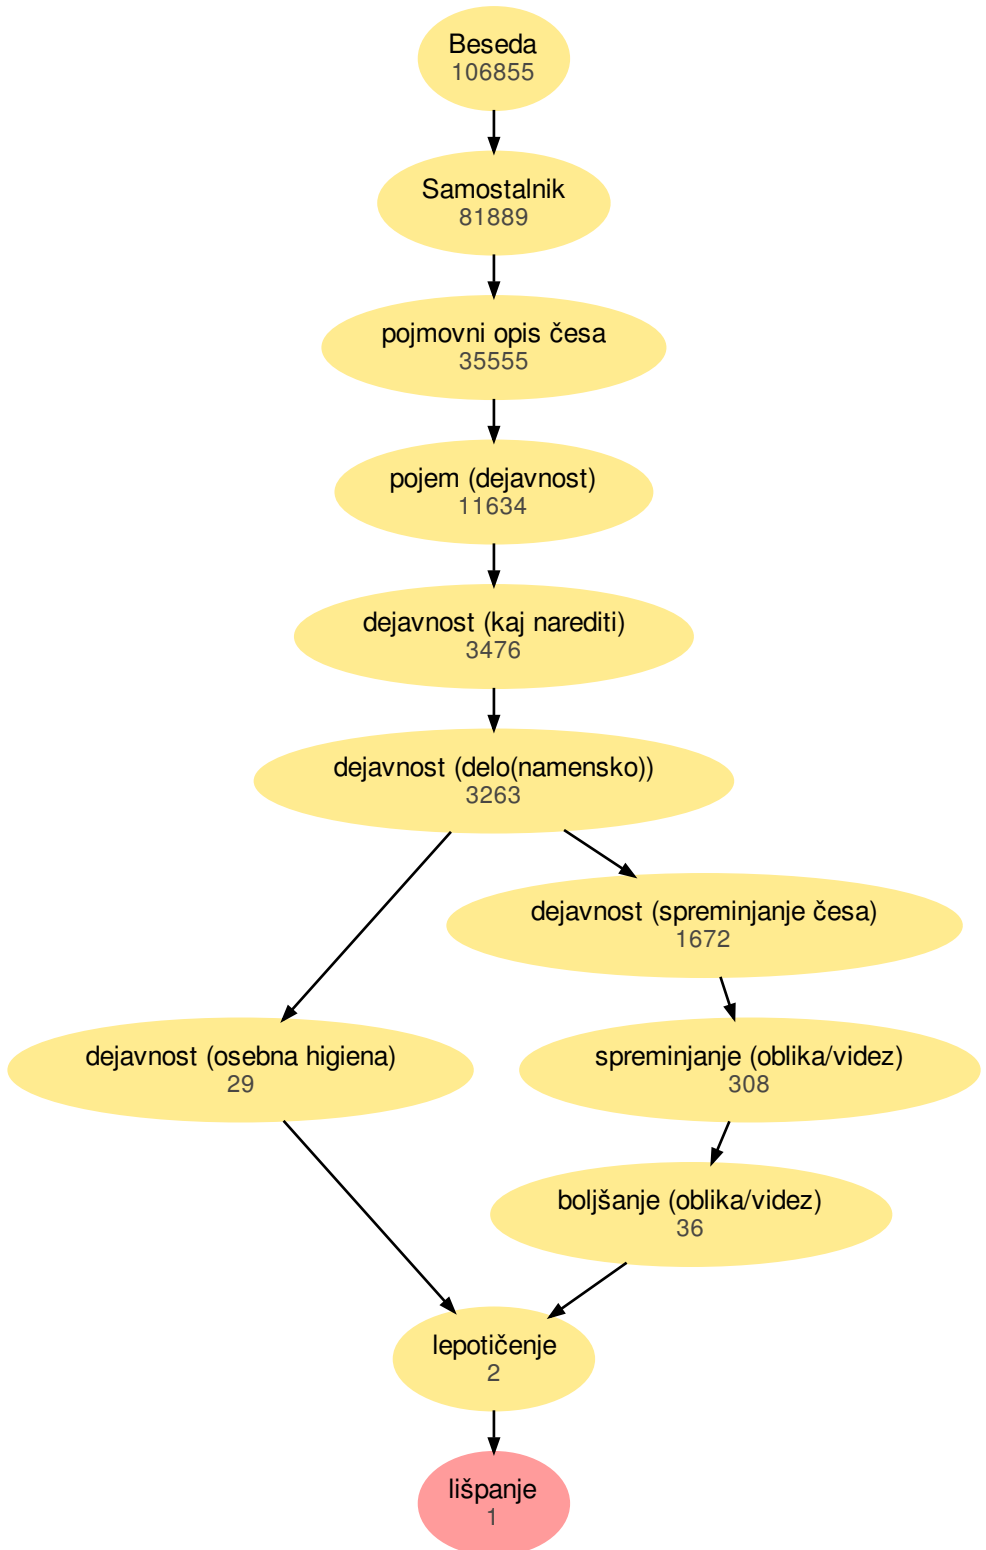 Beseda
106855
Samostalnik
81889
pojmovni opis česa
35555
pojem (dejavnost)
11634
dejavnost (kaj narediti)
3476
dejavnost (delo(namensko))
3263
dejavnost (spreminjanje česa)
1672
dejavnost (osebna higiena)
29
spreminjanje (oblika/videz)
308
boljšanje (oblika/videz)
36
lepotičenje
2
lišpanje
1